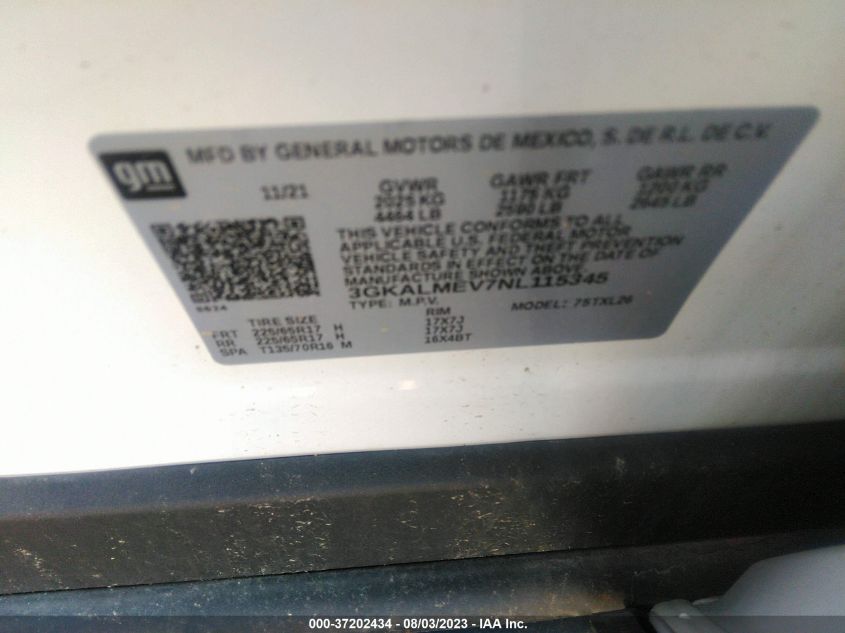 gm
MFD BY GENERAL MOTORS DE MEXICO, S. DE R.L. DE C.V.
11/21 GVWR GAWR FRT GAWR RR
2025 KG 1175 KG 1200 KG
4464 LB 2590 LB 2645 LB
THIS VEHICLE CONFORMS TO ALL
APPLICABLE U.S. FEDERAL MOTOR
VEHICLE SAFETY AND THEFT PREVENTION
STANDARDS IN EFFECT ON THE DATE OF
MANUFACTURE SHOWN ABOVE.
3GKALMEV7NL115345
TYPE: M.P.V. MODEL: 7STXL26
TIRE SIZE RIM
FRT 225/65R17 H 17X7J
RR 225/65R17 H 17X7J
SPA T135/70R16 M 16X4BT
000-37202434 - 08/03/2023 - IAA Inc.